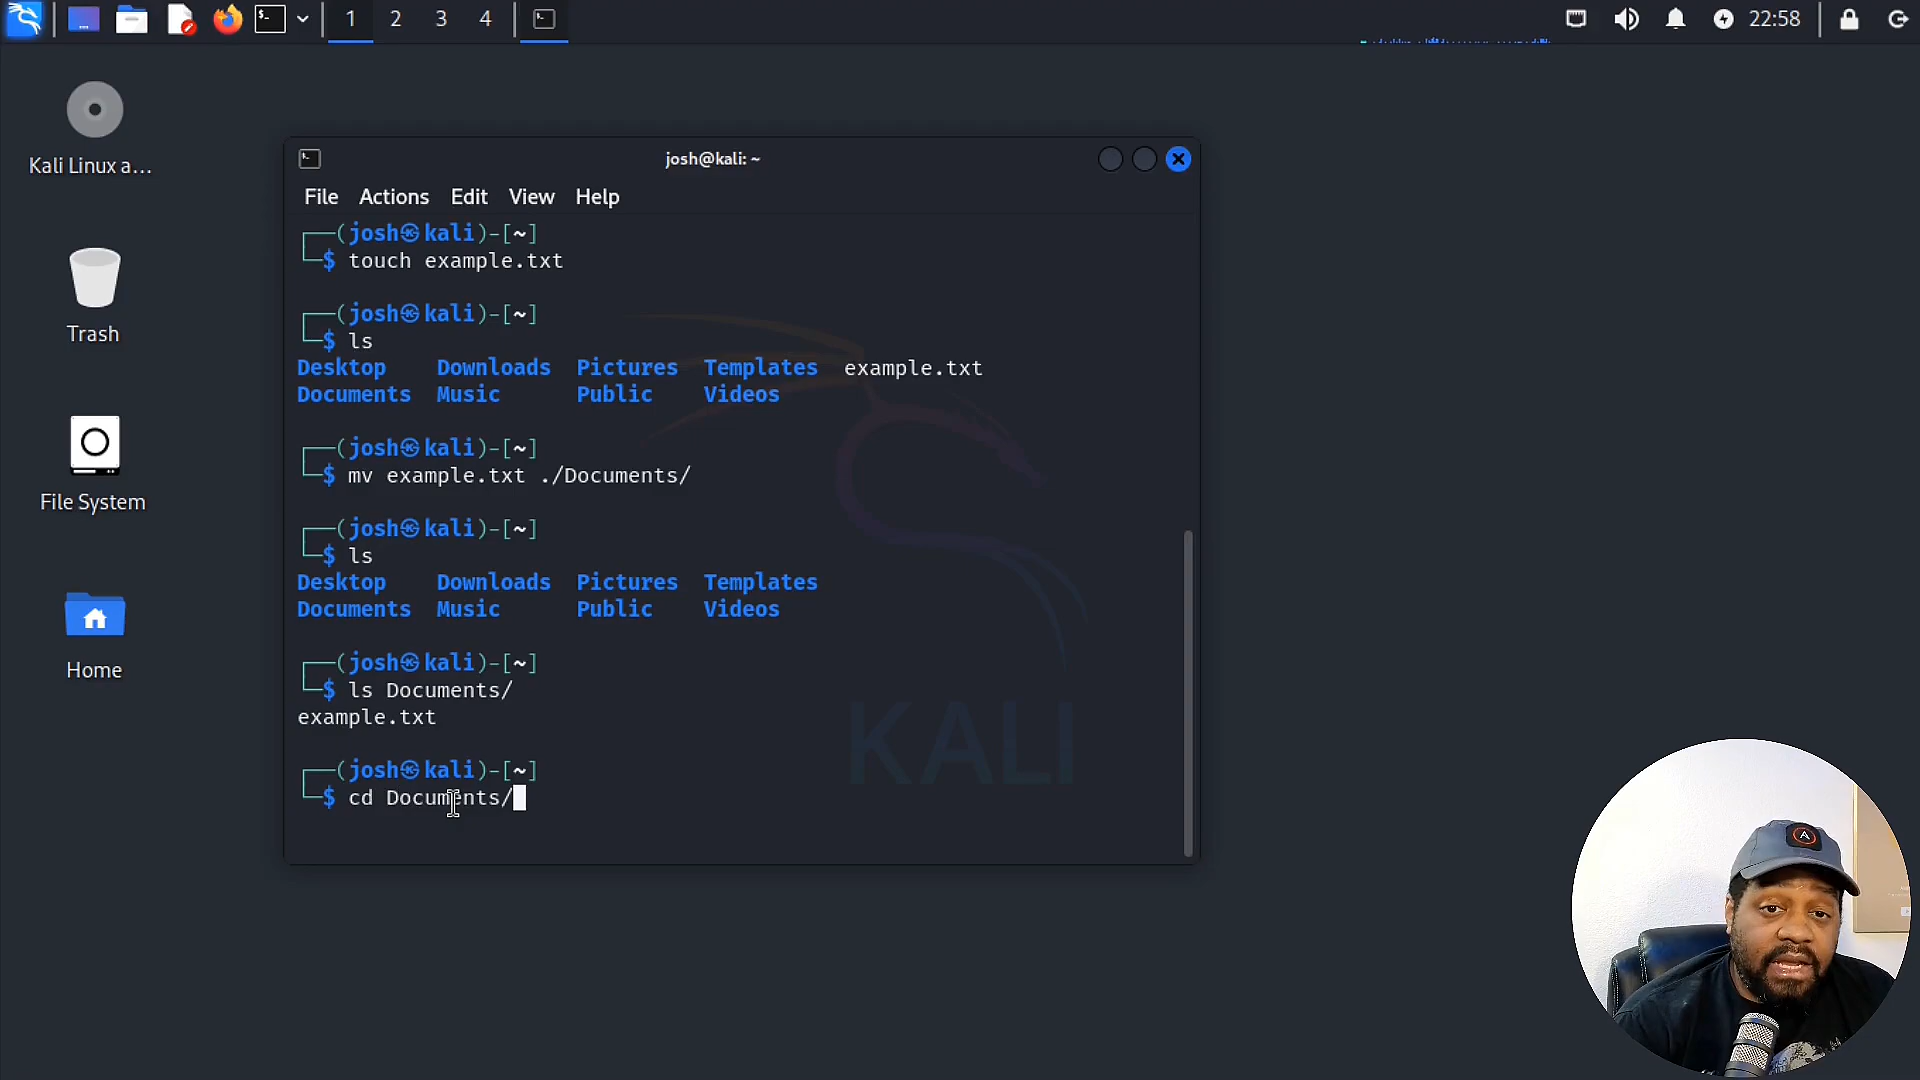 1 2 3 4
22:58
Kali Linux a...
Trash
File System
Home
josh@kali: ~
File Actions Edit View Help
┌──(josh㉿kali)-[~]
└─$ touch example.txt
┌──(josh㉿kali)-[~]
└─$ ls
Desktop Downloads Pictures Templates example.txt
Documents Music Public Videos
┌──(josh㉿kali)-[~]
└─$ mv example.txt ./Documents/
┌──(josh㉿kali)-[~]
└─$ ls
Desktop Downloads Pictures Templates
Documents Music Public Videos
┌──(josh㉿kali)-[~]
└─$ ls Documents/
example.txt
┌──(josh㉿kali)-[~]
└─$ cd Documents/
KALI
A